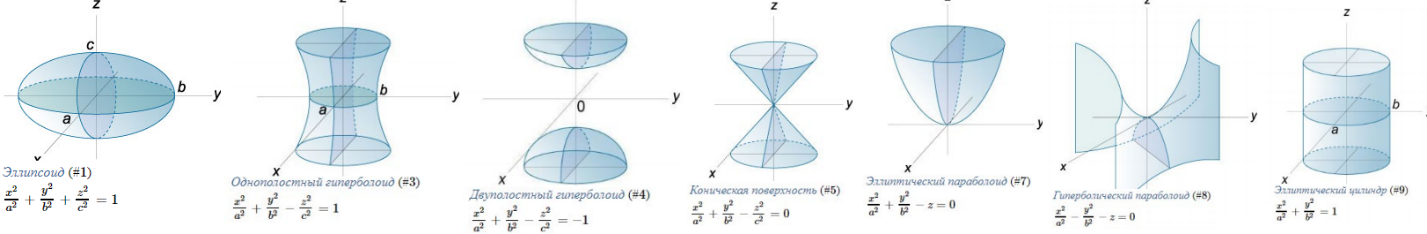 z
c
b
y
a
x
Эллипсоид (#1)
x²/a² + y²/b² + z²/c² = 1
z
b
y
a
x
Однополостный гиперболоид (#3)
x²/a² + y²/b² − z²/c² = 1
y
0
x
Двуполостный гиперболоид (#4)
x²/a² + y²/b² − z²/c² = −1
z
y
x
Коническая поверхность (#5)
x²/a² + y²/b² − z²/c² = 0
y
x
Эллиптический параболоид (#7)
x²/a² + y²/b² − z = 0
z
y
x
Гиперболический параболоид (#8)
x²/a² − y²/b² − z = 0
z
b
a
x
Эллиптический цилиндр (#9)
x²/a² + y²/b² = 1